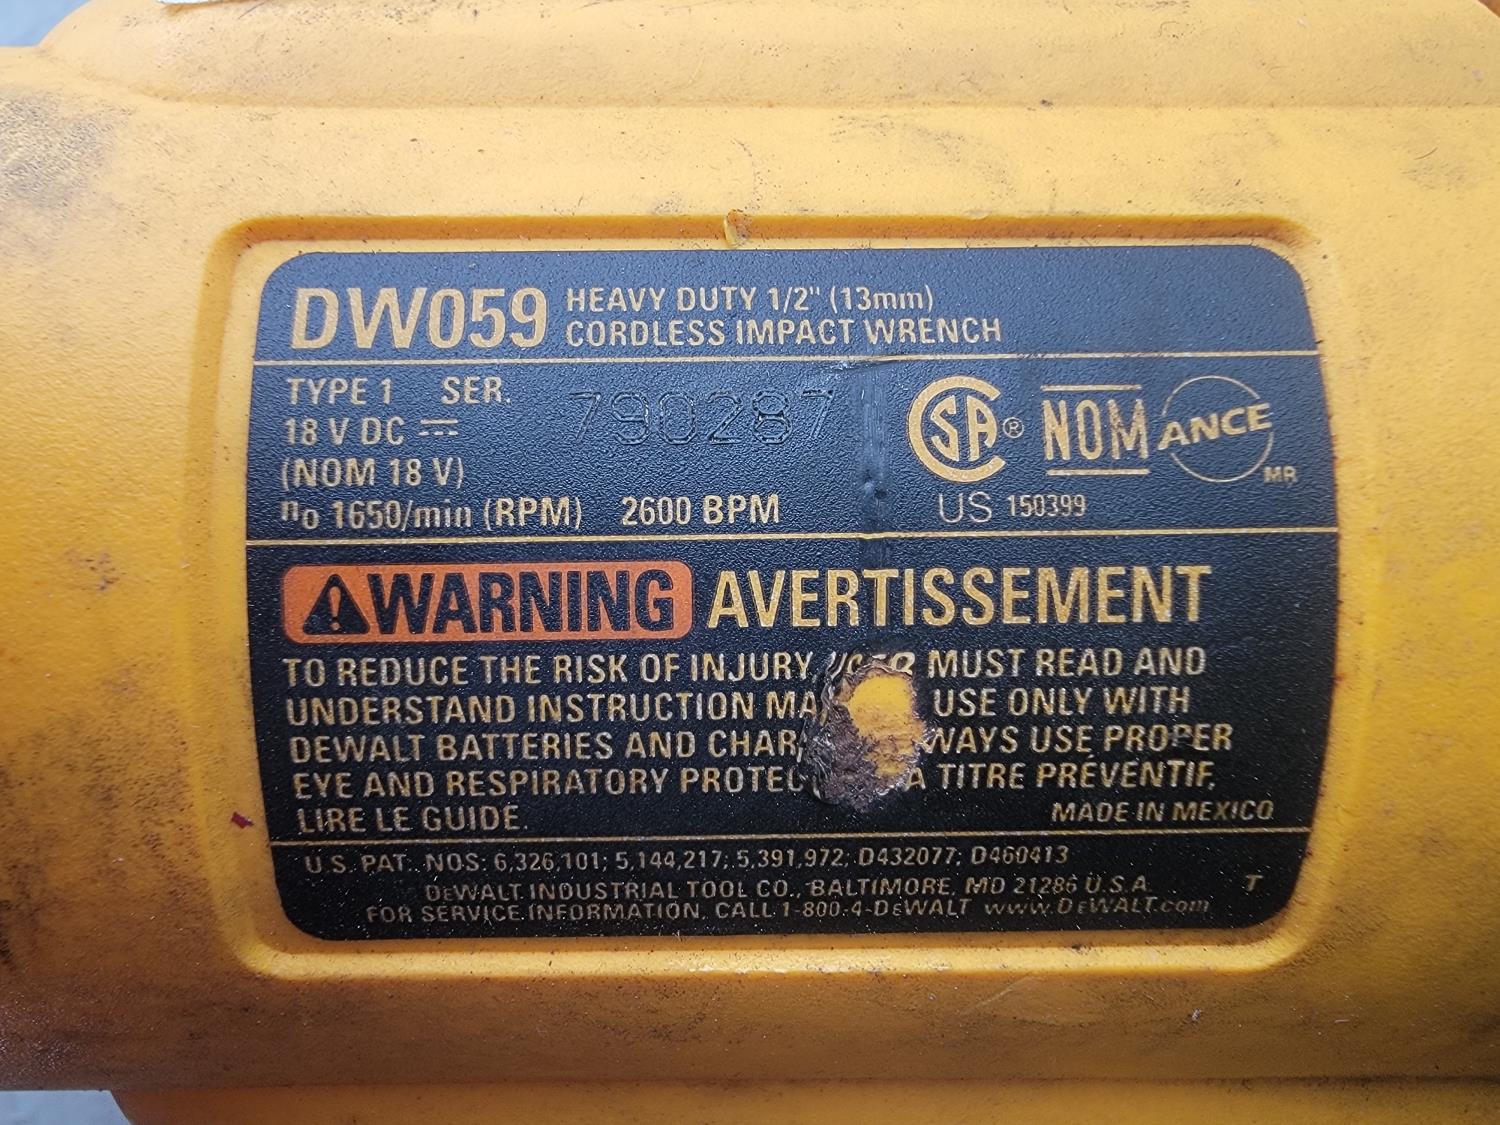 DW059 HEAVY DUTY 1/2" (13mm)
CORDLESS IMPACT WRENCH
TYPE 1 SER. 790287
18 V DC
(NOM 18 V)
n0 1650/min (RPM) 2600 BPM
CSA® NOM ANCE
MR
US 150399
WARNING AVERTISSEMENT
TO REDUCE THE RISK OF INJURY, MUST READ AND
UNDERSTAND INSTRUCTION USE ONLY WITH
DEWALT BATTERIES AND USE PROPER
EYE AND RESPIRATORY A TITRE PRÉVENTIF,
LIRE LE GUIDE.
MADE IN MEXICO
U.S. PAT. NOS: 6,326,101; 5,144,217; 5,391,972; D432077; D460413
DEWALT INDUSTRIAL TOOL CO., BALTIMORE, MD 21286 U.S.A. T
FOR SERVICE INFORMATION, CALL 1-800-4-DEWALT www.DEWALT.com